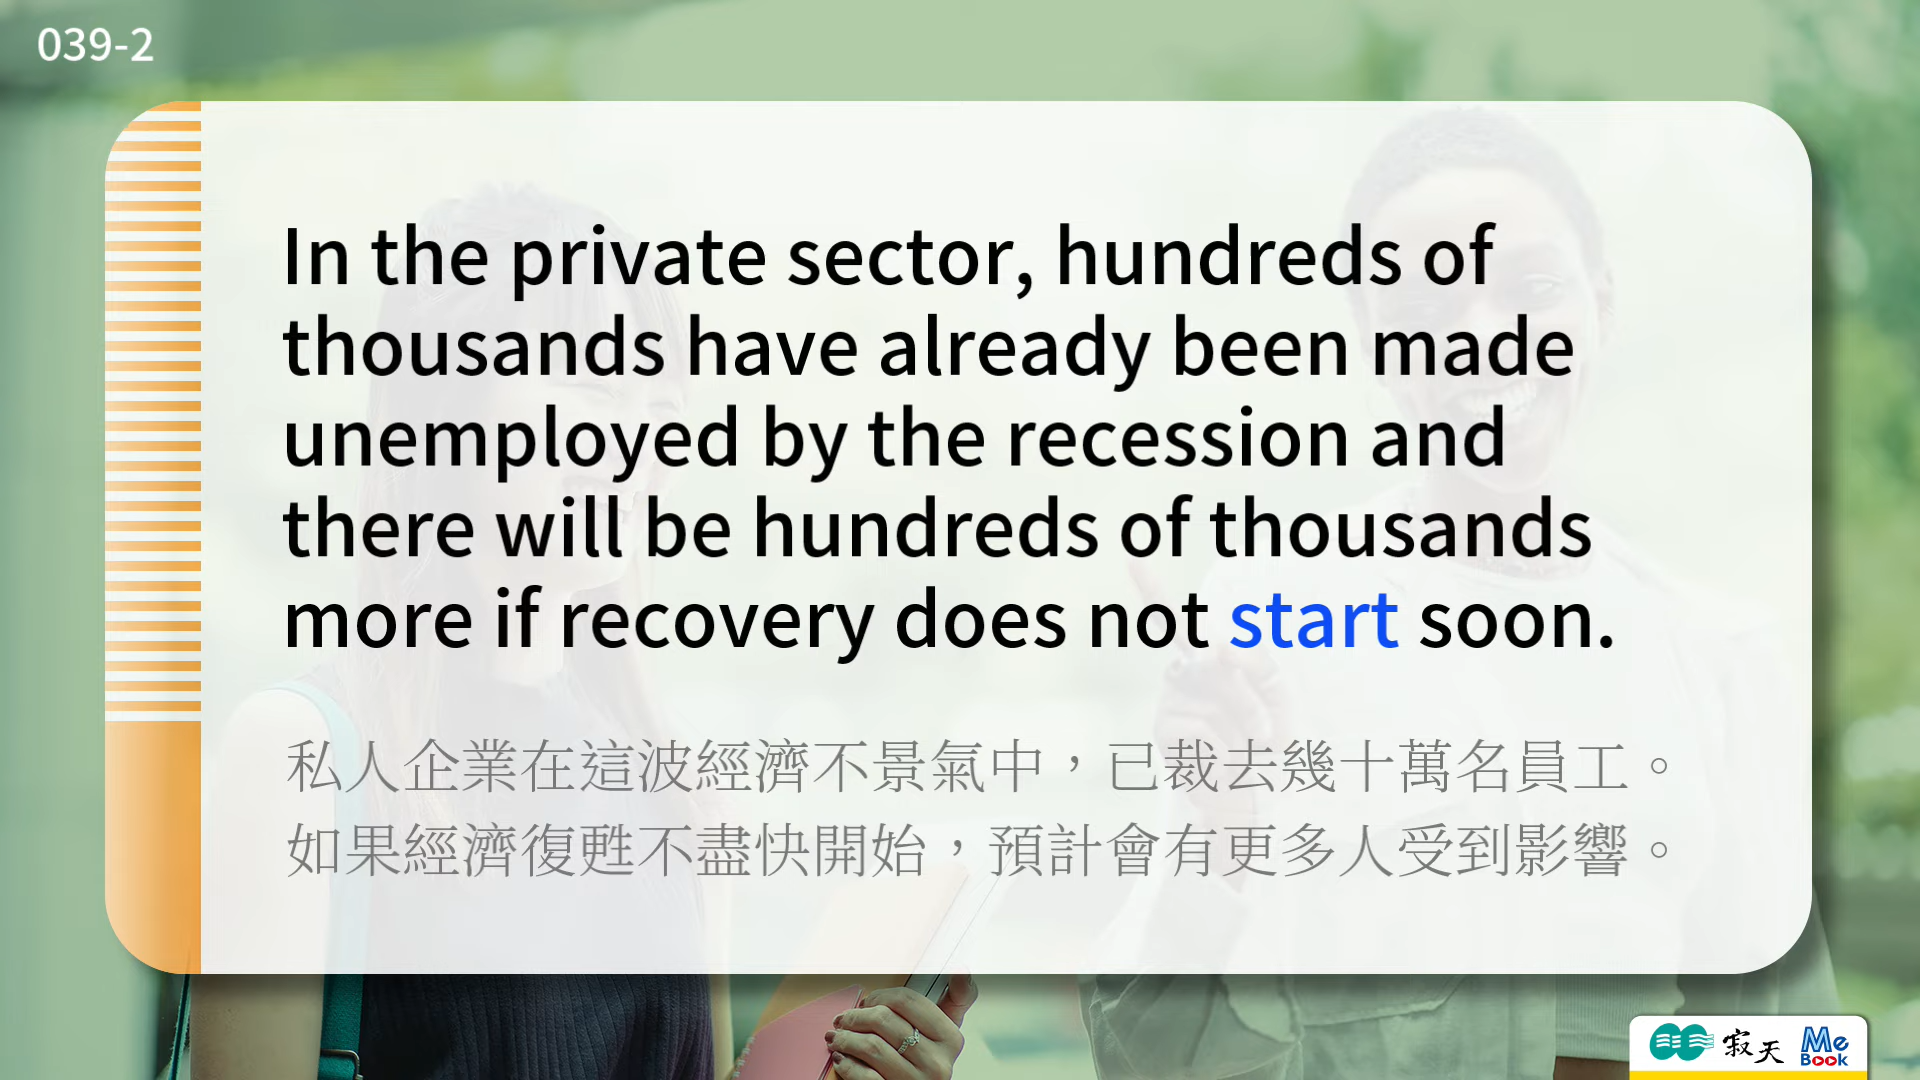 039-2
In the private sector, hundreds of
thousands have already been made
unemployed by the recession and
there will be hundreds of thousands
more if recovery does not start soon.
私人企業在這波經濟不景氣中，已裁去幾十萬名員工。
如果經濟復甦不盡快開始，預計會有更多人受到影響。
寂天 MeBook